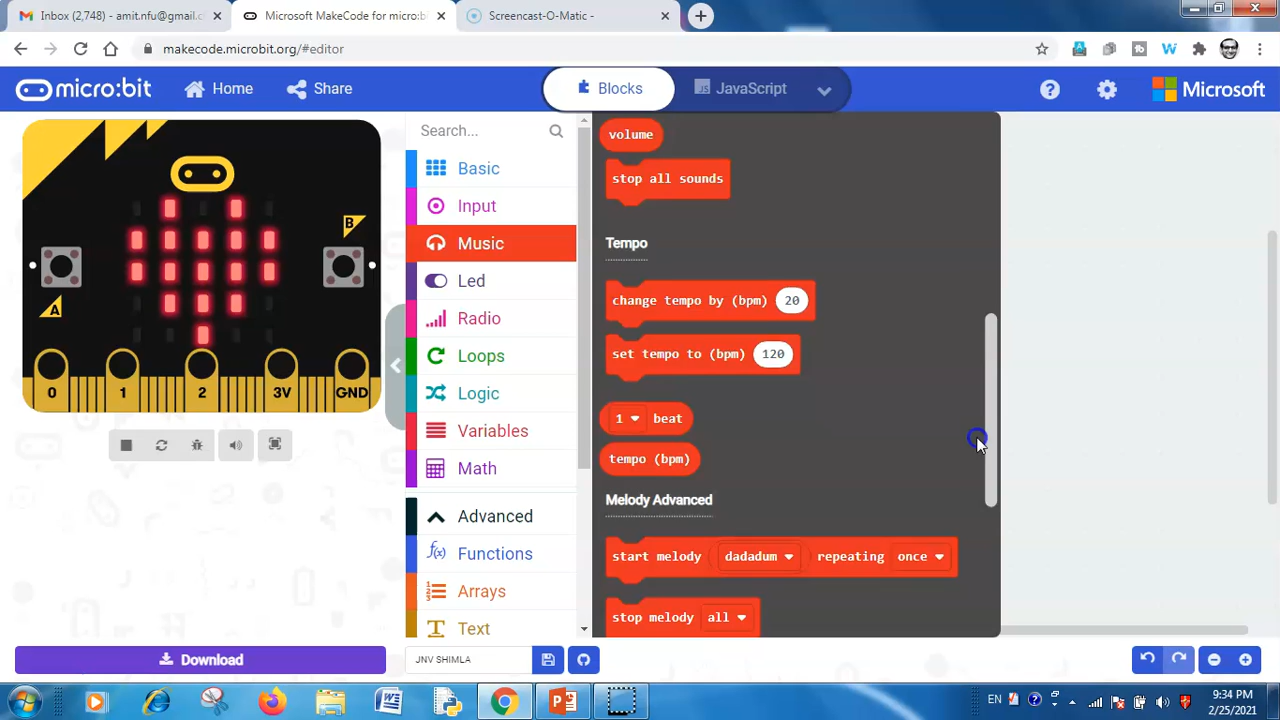 Inbox (2,748) - amit.nfu@gmail.c
Microsoft MakeCode for micro:bit
Screencast-O-Matic -
makecode.microbit.org/#editor
micro:bit
Home
Share
Blocks
JavaScript
Microsoft
Search...
Basic
Input
Music
Led
Radio
Loops
Logic
Variables
Math
Advanced
Functions
Arrays
Text
volume
stop all sounds
Tempo
change tempo by (bpm) 20
set tempo to (bpm) 120
1 beat
tempo (bpm)
Melody Advanced
start melody dadadum repeating once
stop melody all
A
B
0 1 2 3V GND
Download
JNV SHIMLA
EN
9:34 PM
2/25/2021